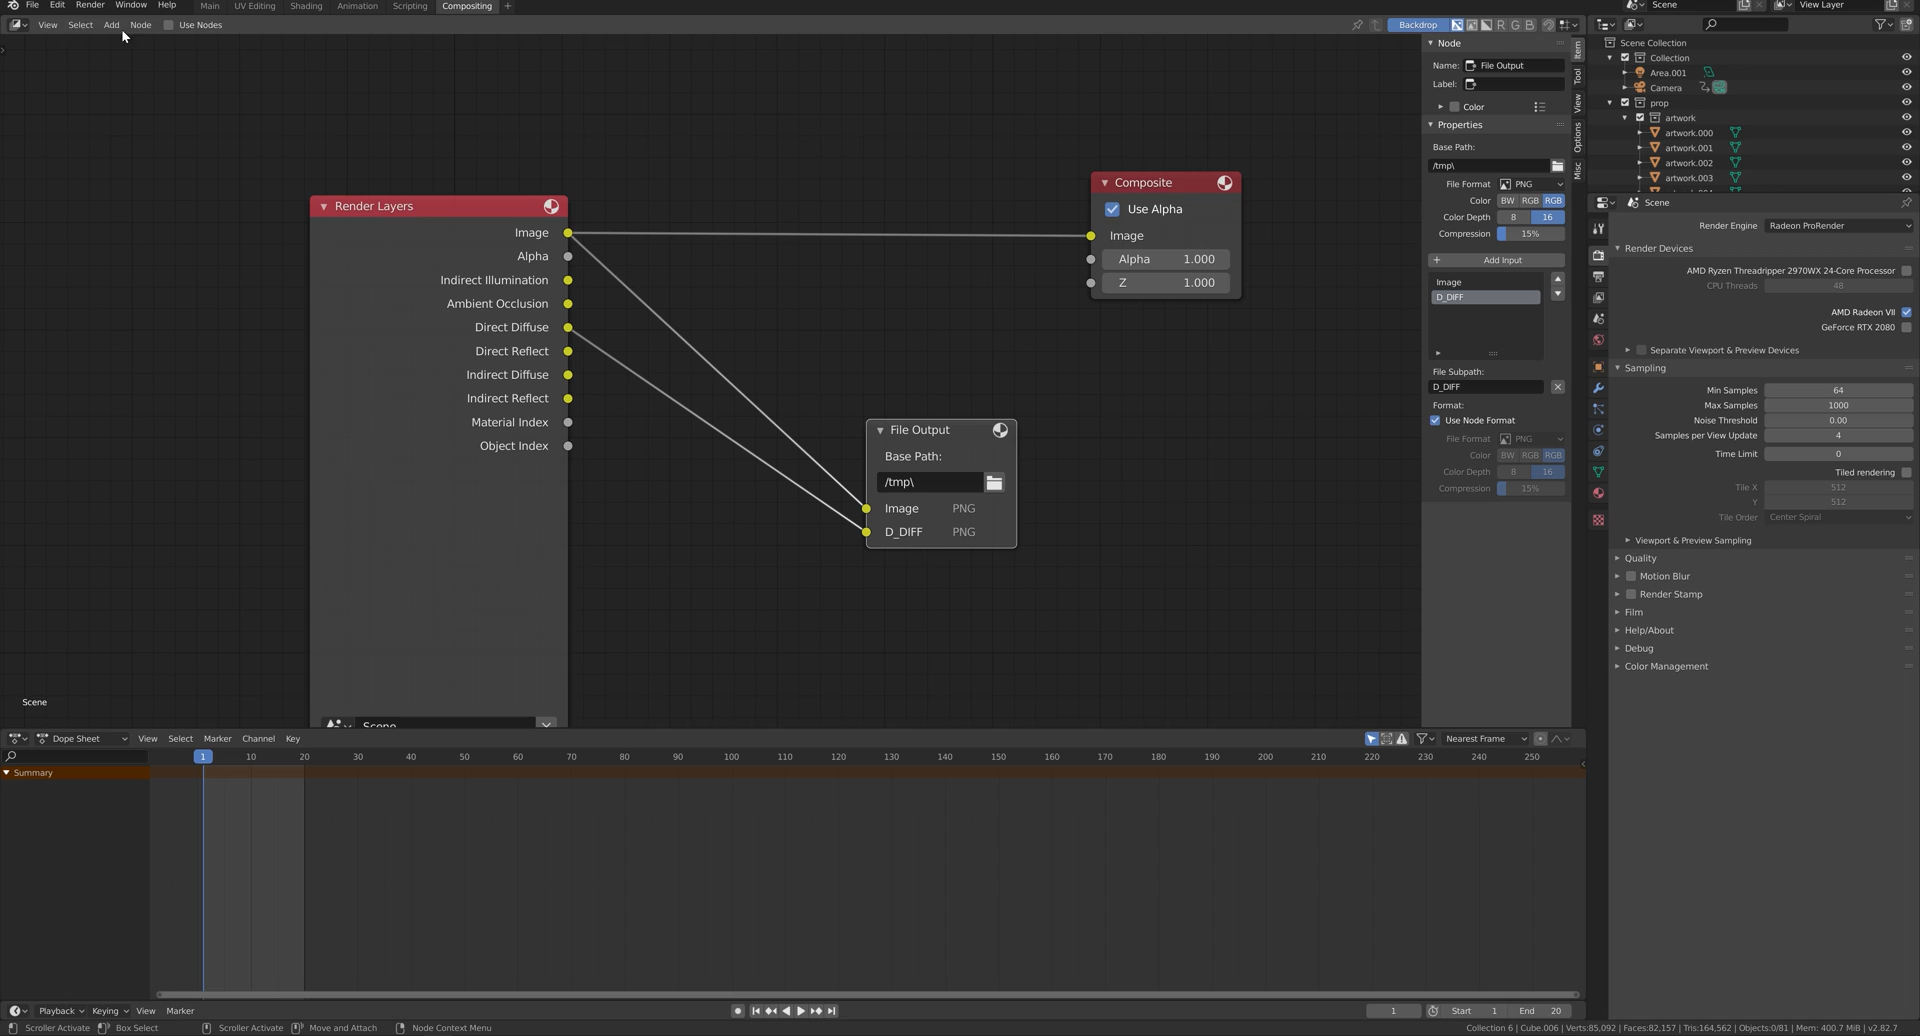 File Edit Render Window Help Main UV Editing Shading Animation Scripting Compositing + Scene View Layer
View Select Add Node Use Nodes Backdrop R G B
Node
Name: File Output
Label:
Color
Properties
Base Path:
/tmp\
File Format PNG
Color BW RGB RGB
Color Depth 8 16
Compression 15%
+ Add Input
Image
D_DIFF
File Subpath:
D_DIFF
Format:
Use Node Format
File Format PNG
Color BW RGB RGB
Color Depth 8 16
Compression 15%
Item
Tool
View
Options
Misc
Render Layers
Image
Alpha
Indirect Illumination
Ambient Occlusion
Direct Diffuse
Direct Reflect
Indirect Diffuse
Indirect Reflect
Material Index
Object Index
Scene
Composite
Use Alpha
Image
Alpha 1.000
Z 1.000
File Output
Base Path:
/tmp\
Image PNG
D_DIFF PNG
Scene
Scene Collection
Collection
Area.001
Camera
prop
artwork
artwork.000
artwork.001
artwork.002
artwork.003
Scene
Render Engine Radeon ProRender
Render Devices
AMD Ryzen Threadripper 2970WX 24-Core Processor
CPU Threads 48
AMD Radeon VII
GeForce RTX 2080
Separate Viewport & Preview Devices
Sampling
Min Samples 64
Max Samples 1000
Noise Threshold 0.00
Samples per View Update 4
Time Limit 0
Tiled rendering
Tile X 512
Y 512
Tile Order Center Spiral
Viewport & Preview Sampling
Quality
Motion Blur
Render Stamp
Film
Help/About
Debug
Color Management
Dope Sheet View Select Marker Channel Key Nearest Frame
1 10 20 30 40 50 60 70 80 90 100 110 120 130 140 150 160 170 180 190 200 210 220 230 240 250
Summary
Playback Keying View Marker 1 Start 1 End 20
Scroller Activate Box Select Scroller Activate Move and Attach Node Context Menu Collection 6 | Cube.006 | Verts:85,092 | Faces:82,157 | Tris:164,562 | Objects:0/81 | Mem: 400.7 MiB | v2.82.7